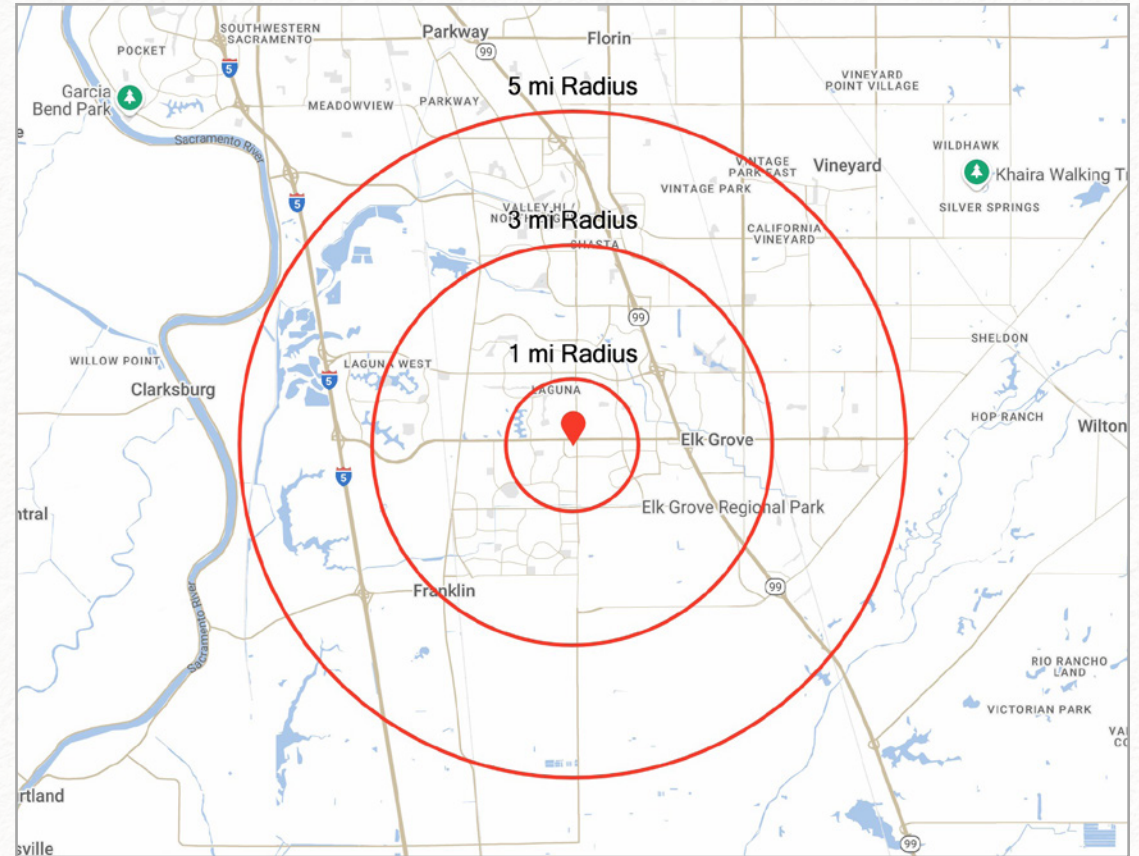 SOUTHWESTERN
SACRAMENTO
Parkway
99
Florin
POCKET
5
5 mi Radius
VINEYARD
POINT VILLAGE
Garcia
Bend Park
MEADOWVIEW
PARKWAY
Sacramento River
WILDHAWK
VINTAGE
PARK EAST
Vineyard
Khaira Walking
VINTAGE PARK
5
SILVER SPRINGS
3 mi Radius
CALIFORNIA
VINEYARD
SHASTA
99
SHELDON
1 mi Radius
WILLOW POINT
LAGUNA WEST
5
Clarksburg
LAGUNA
HOP RANCH
Wilton
Elk Grove
5
Elk Grove Regional Park
ntral
Franklin
99
Sacramento River
RIO RANCHO
LAND
VICTORIAN PARK
VA
CO
rtland
99
sville